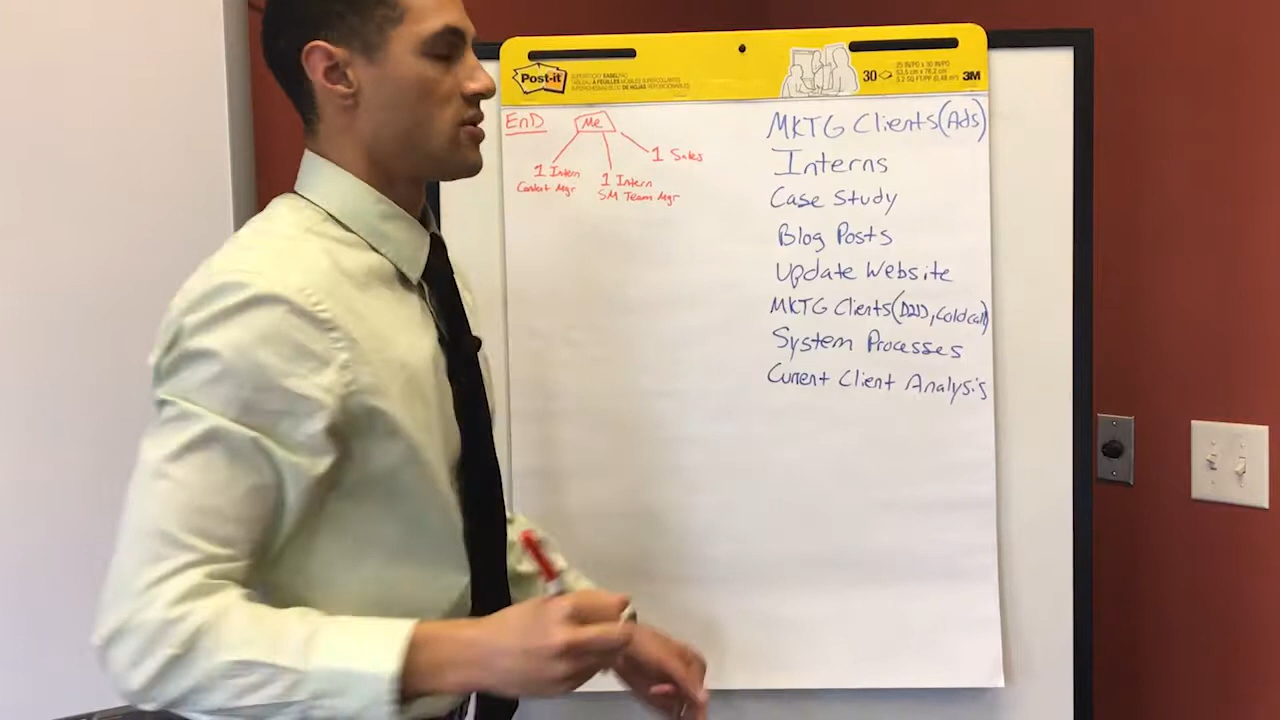 Post-it
30
25 IN/PO x 30 IN/PO
63,5 cm x 76,2 cm
3M
EnD
Me
1 Sales
1 Intern
Content Mgr
1 Intern
SM Team Mgr
MKTG Clients(Ads)
Interns
Case Study
Blog Posts
Update Website
MKTG Clients(D2D, Coldcall)
System Processes
Current Client Analysis